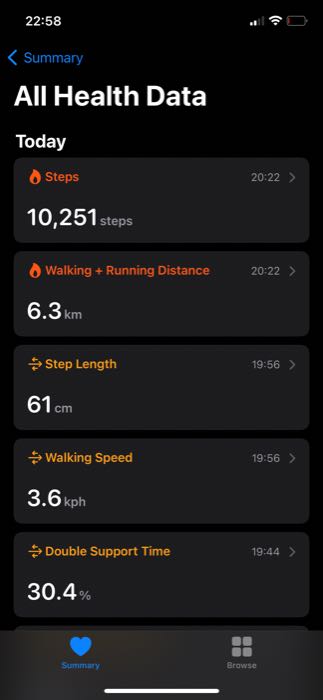 22:58
Summary
All Health Data
Today
Steps 20:22
10,251 steps
Walking + Running Distance 20:22
6.3 km
Step Length 19:56
61 cm
Walking Speed 19:56
3.6 kph
Double Support Time 19:44
30.4 %
Summary Browse